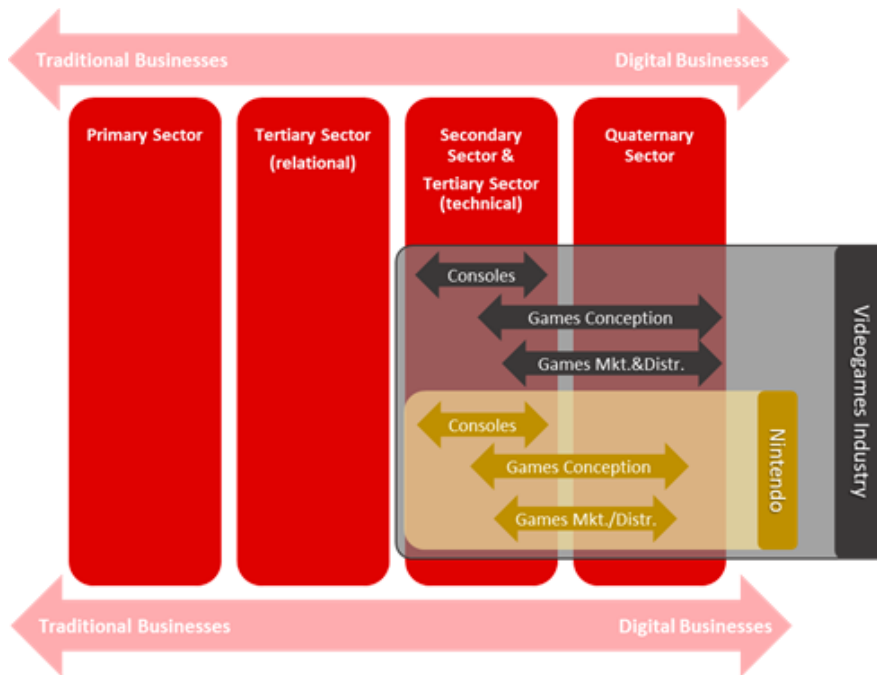 Traditional Businesses
Digital Businesses
Primary Sector
Tertiary Sector
(relational)
Secondary
Sector &
Tertiary Sector
(technical)
Quaternary
Sector
Consoles
Games Conception
Games Mkt.&Distr.
Videogames Industry
Consoles
Games Conception
Games Mkt./Distr.
Nintendo
Traditional Businesses
Digital Businesses